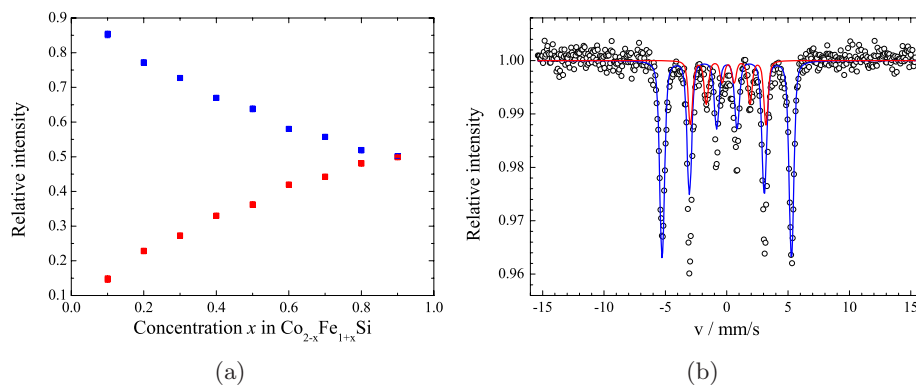 0.9
0.8
0.7
0.6
0.5
0.4
0.3
0.2
0.1
Relative intensity
0.0 0.2 0.4 0.6 0.8 1.0
Concentration x in Co₂₋ₓFe₁₊ₓSi
(a)
1.00
0.99
0.98
0.97
0.96
Relative intensity
-15 -10 -5 0 5 10 15
v / mm/s
(b)